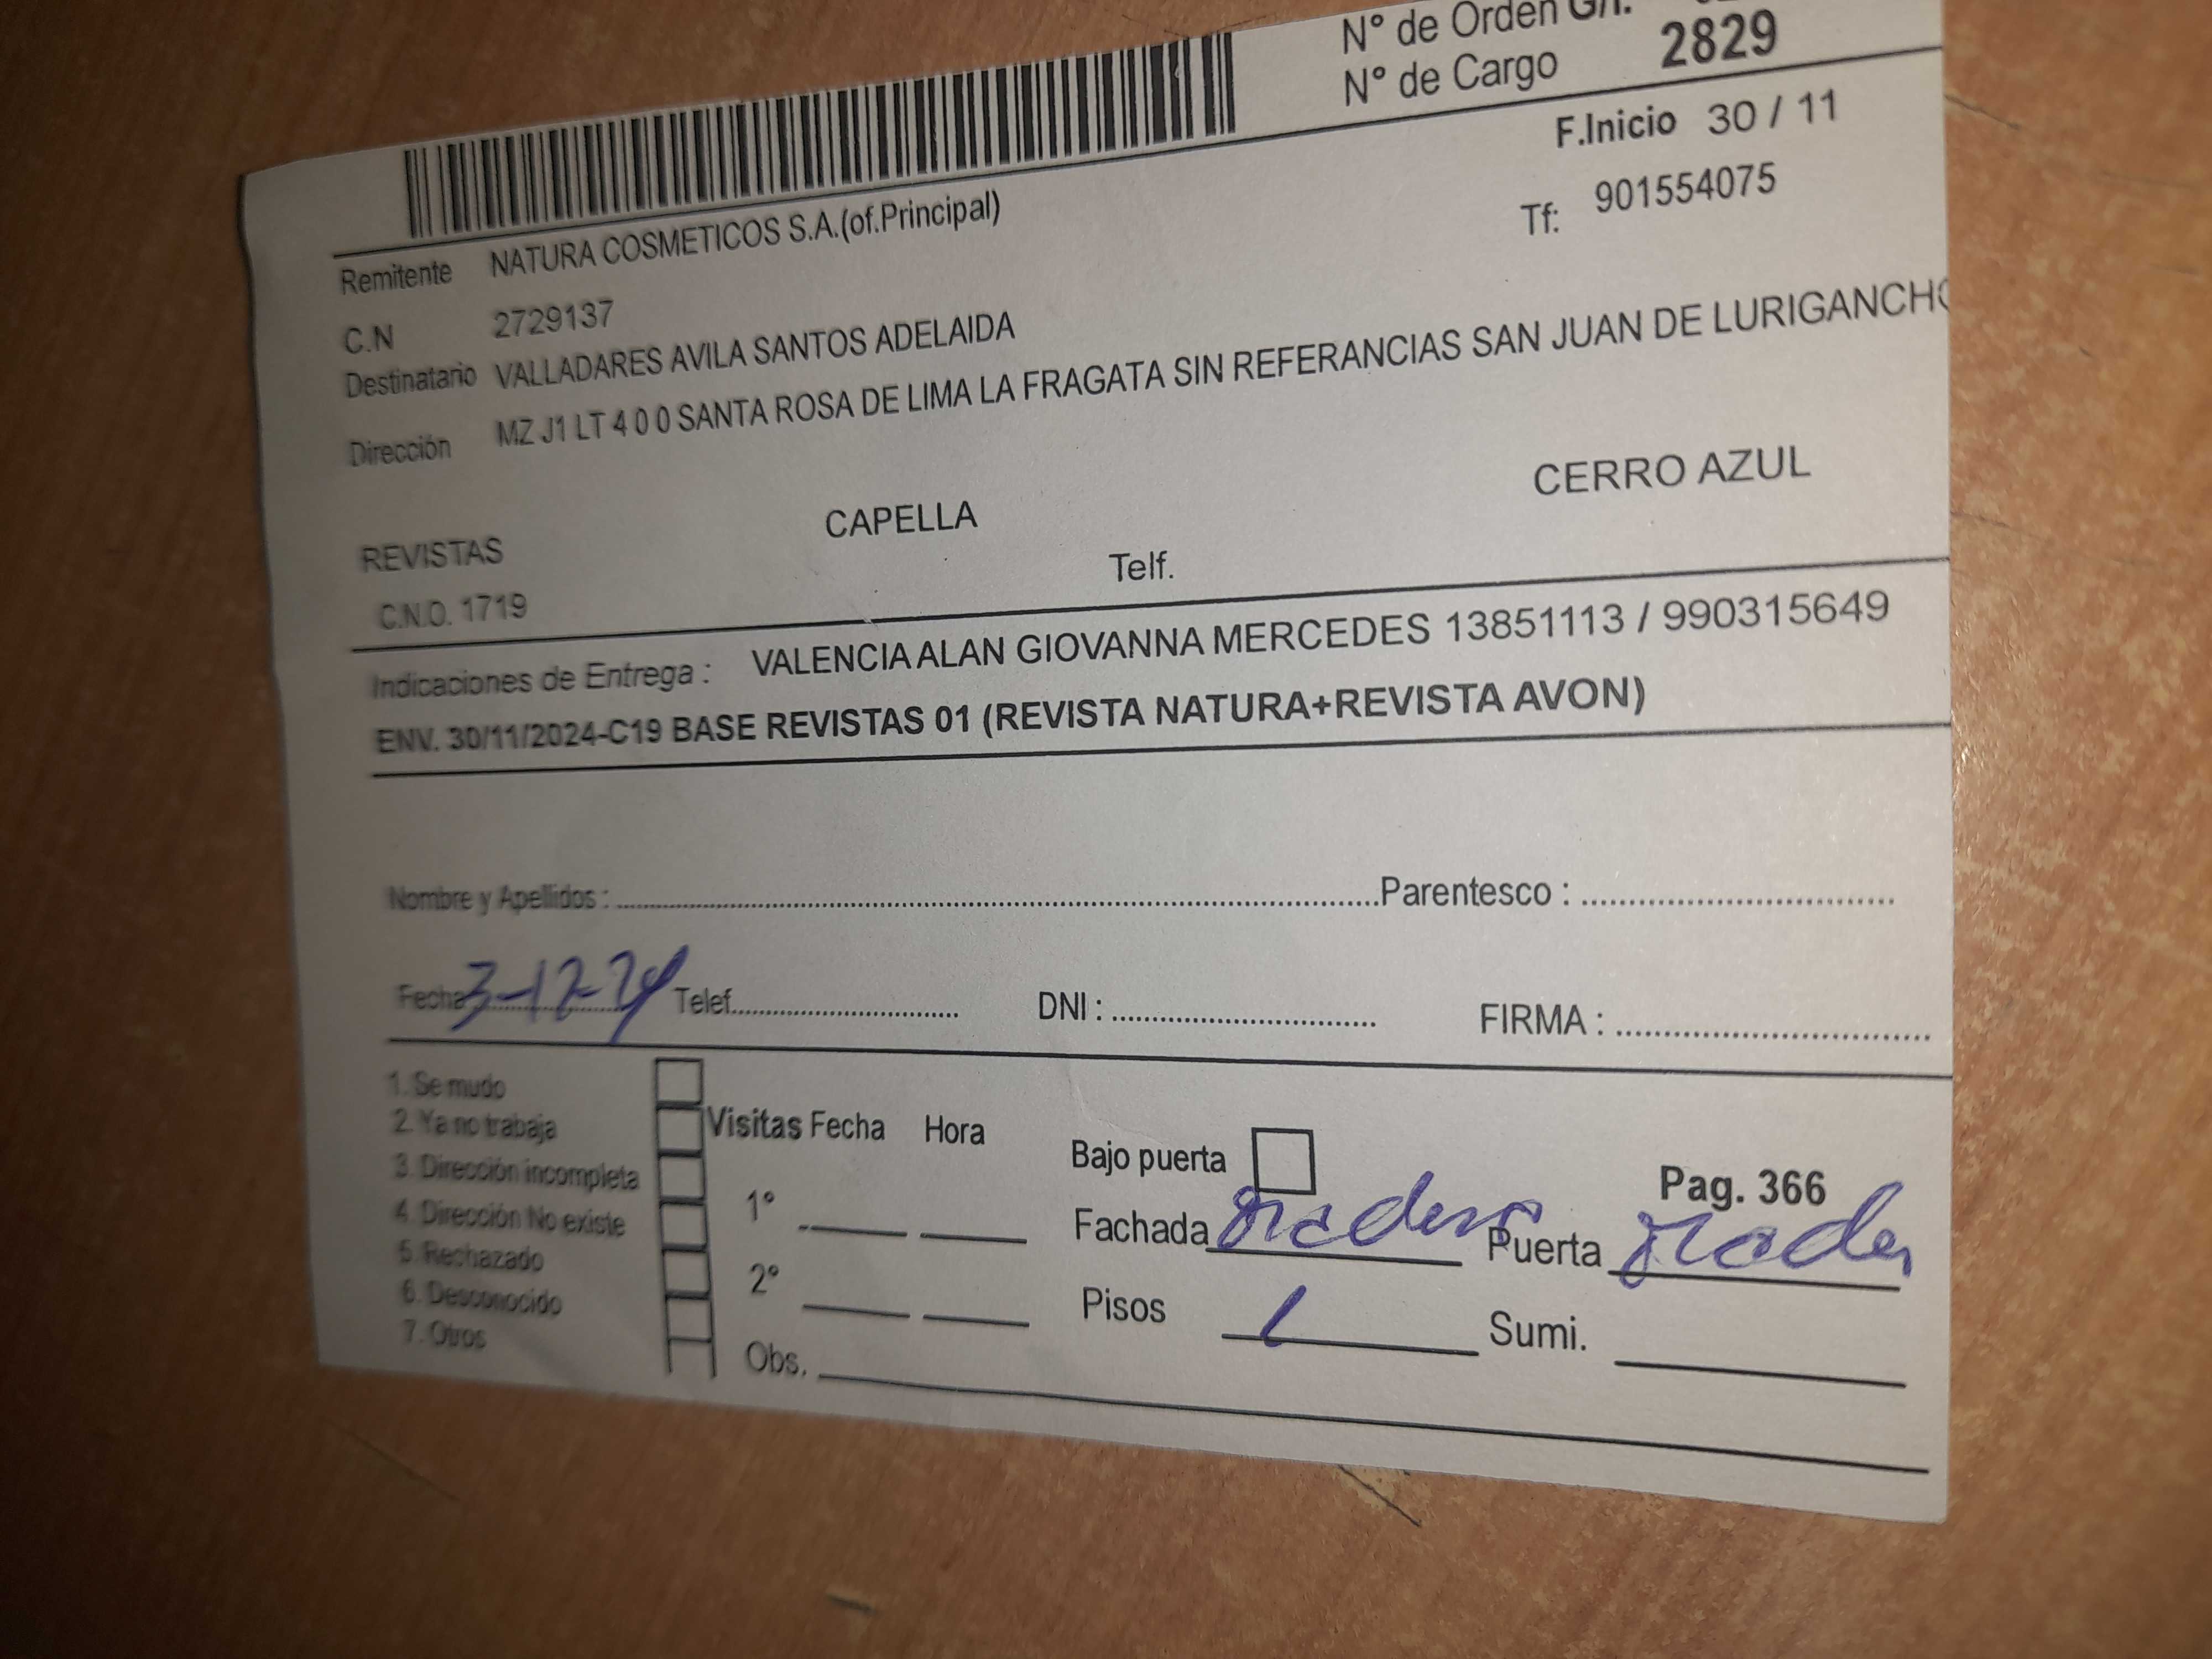 N° de Orden G/r.
N° de Cargo 2829
F.Inicio 30 / 11
Remitente NATURA COSMETICOS S.A.(of.Principal) Tf: 901554075
C.N 2729137
Destinatario VALLADARES AVILA SANTOS ADELAIDA
Dirección MZ J1 LT 4 0 0 SANTA ROSA DE LIMA LA FRAGATA SIN REFERANCIAS SAN JUAN DE LURIGANCHO
REVISTAS CAPELLA CERRO AZUL
C.N.O. 1719 Telf.
Indicaciones de Entrega : VALENCIA ALAN GIOVANNA MERCEDES 13851113 / 990315649
ENV. 30/11/2024-C19 BASE REVISTAS 01 (REVISTA NATURA+REVISTA AVON)
Nombre y Apellidos : Parentesco :
Fecha 3-12-24 Telef. DNI : FIRMA :
1. Se mudo
2. Ya no trabaja Visitas Fecha Hora Bajo puerta Pag. 366
3. Dirección incompleta
4. Dirección No existe 1° Fachada madera Puerta made
5. Rechazado
6. Desconocido 2° Pisos 1 Sumi.
7. Otros Obs.